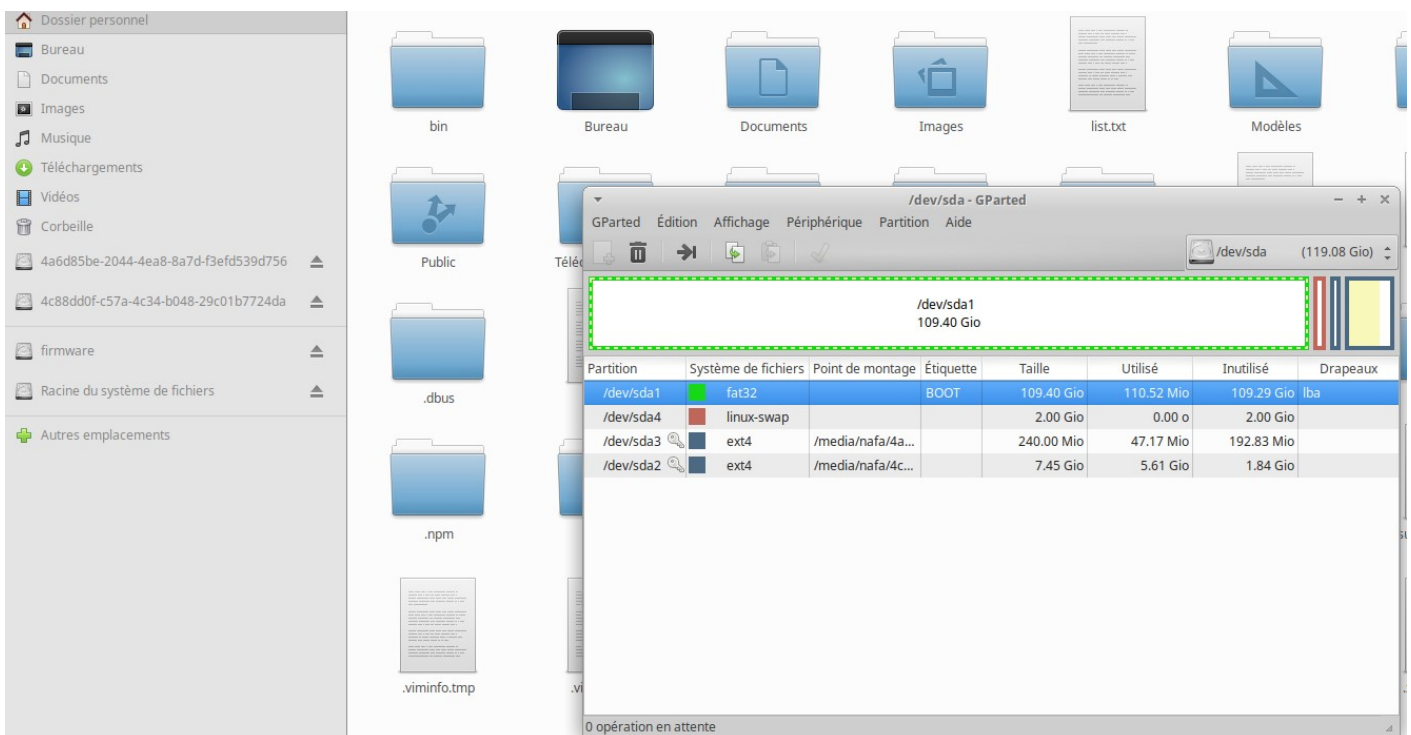 Dossier personnel
Bureau
Documents
Images
Musique
Téléchargements
Vidéos
Corbeille
4a6d85be-2044-4ea8-8a7d-f3efd539d756
4c88dd0f-c57a-4c34-b048-29c01b7724da
firmware
Racine du système de fichiers
Autres emplacements
bin
Bureau
Documents
Images
list.txt
Modèles
Public
Téléc
.dbus
.npm
.viminfo.tmp
.vi
/dev/sda - GParted
GParted Édition Affichage Périphérique Partition Aide
/dev/sda (119.08 Gio)
/dev/sda1
109.40 Gio
Partition Système de fichiers Point de montage Étiquette Taille Utilisé Inutilisé Drapeaux
/dev/sda1 fat32 BOOT 109.40 Gio 110.52 Mio 109.29 Gio lba
/dev/sda4 linux-swap 2.00 Gio 0.00 o 2.00 Gio
/dev/sda3 ext4 /media/nafa/4a... 240.00 Mio 47.17 Mio 192.83 Mio
/dev/sda2 ext4 /media/nafa/4c... 7.45 Gio 5.61 Gio 1.84 Gio
0 opération en attente